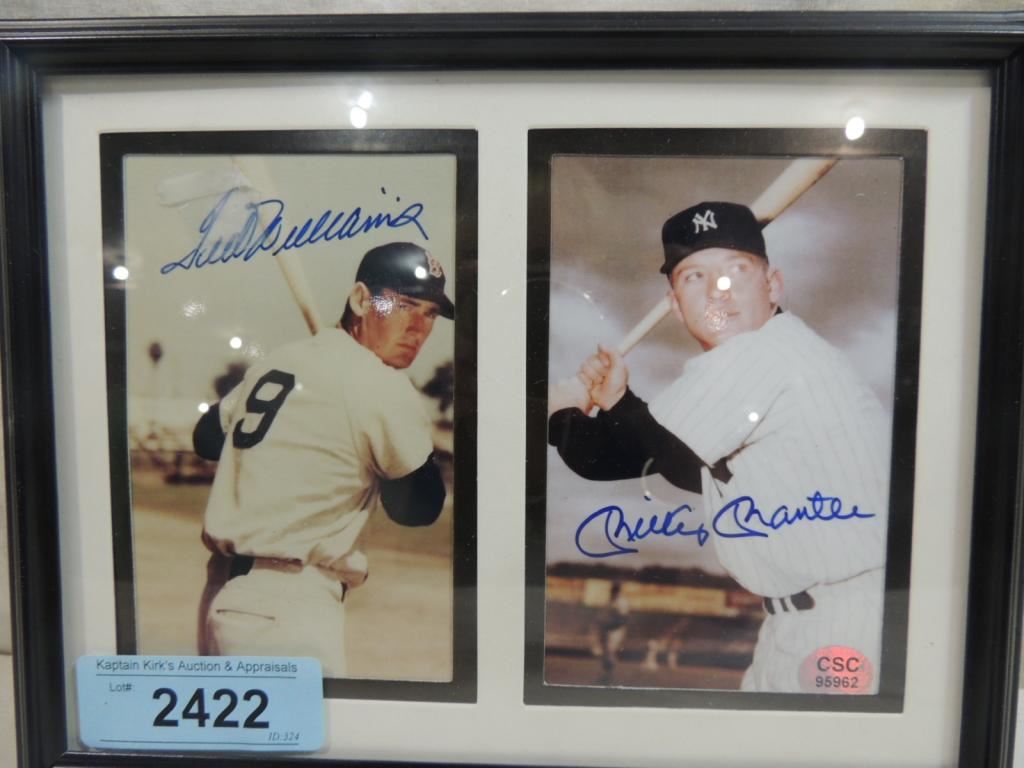 Ted Williams
B
9
NY
Mickey Mantle
CSC
95962
Kaptain Kirk's Auction & Appraisals
Lot#: 2422
ID:324